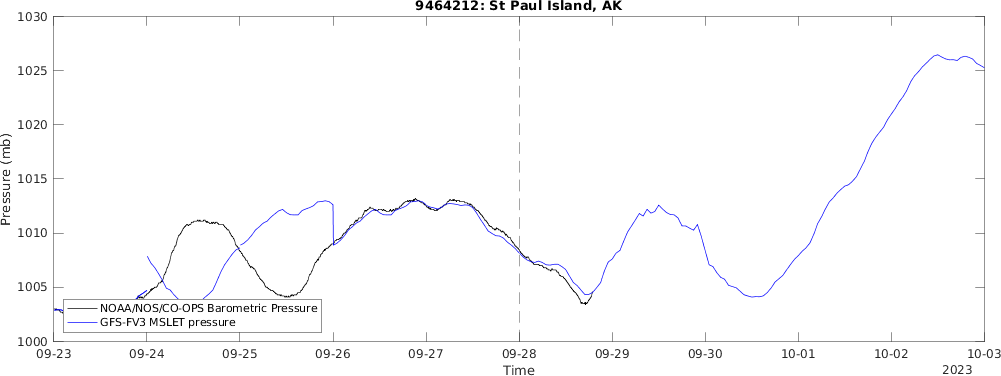 9464212: St Paul Island, AK
Pressure (mb)
1030
1025
1020
1015
1010
1005
1000
NOAA/NOS/CO-OPS Barometric Pressure
GFS-FV3 MSLET pressure
09-23 09-24 09-25 09-26 09-27 09-28 09-29 09-30 10-01 10-02 10-03
Time
2023